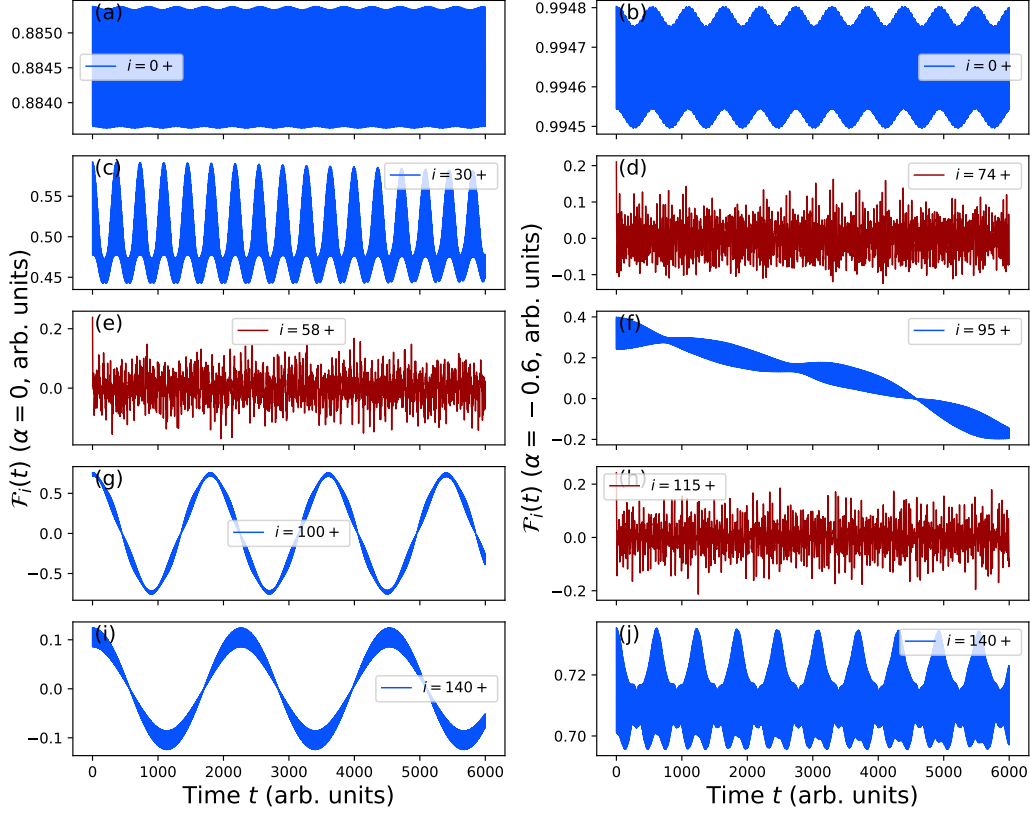 (a)
0.8850
0.8845
0.8840
i = 0 +
(b)
0.9948
0.9947
0.9946
0.9945
i = 0 +
(c)
0.55
0.50
0.45
i = 30 +
(d)
0.2
0.1
0.0
−0.1
i = 74 +
(e)
0.2
0.0
i = 58 +
(f)
0.4
0.2
0.0
−0.2
i = 95 +
(g)
0.5
0.0
−0.5
i = 100 +
(h)
0.2
0.0
−0.2
i = 115 +
(i)
0.1
0.0
−0.1
i = 140 +
(j)
0.72
0.70
i = 140 +
0 1000 2000 3000 4000 5000 6000
0 1000 2000 3000 4000 5000 6000
Time t (arb. units)
Time t (arb. units)
ℱi(t) (α = 0, arb. units)
ℱi(t) (α = − 0.6, arb. units)